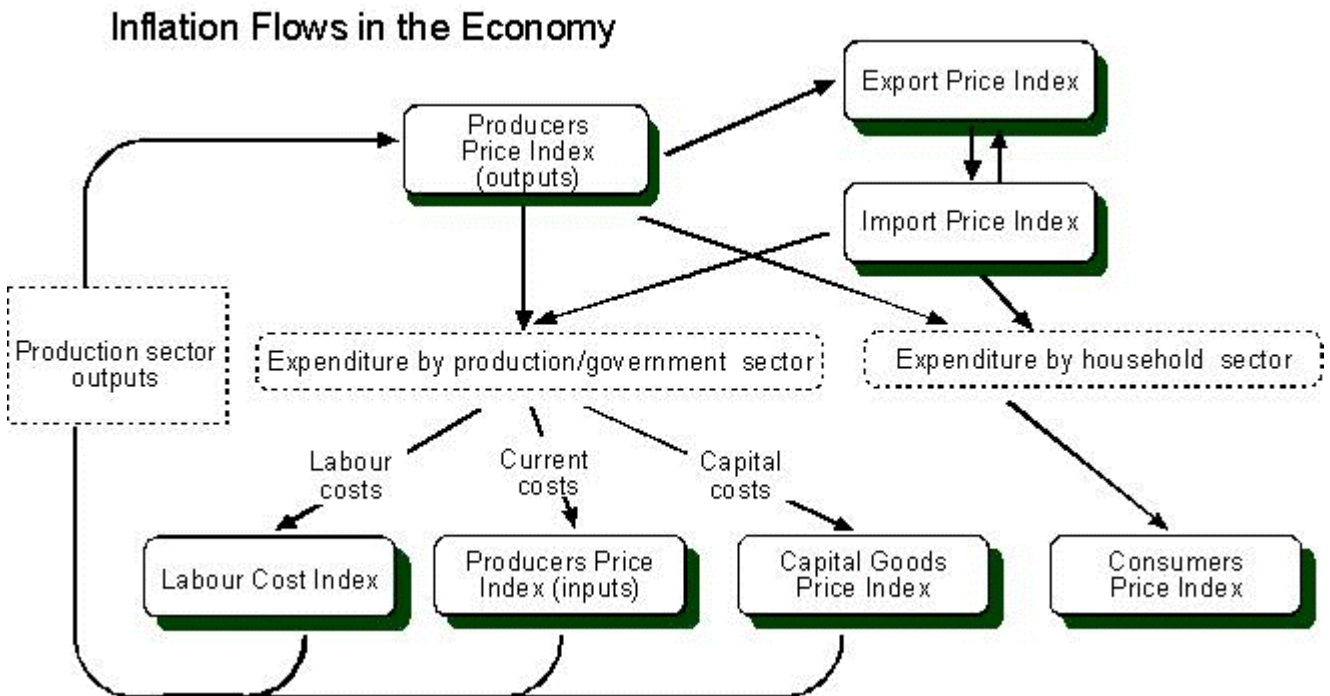 Inflation Flows in the Economy
Export Price Index
Producers
Price Index
(outputs)
Import Price Index
Production sector
outputs
Expenditure by production/government sector
Expenditure by household sector
Labour
costs
Current
costs
Capital
costs
Labour Cost Index
Producers Price
Index (inputs)
Capital Goods
Price Index
Consumers
Price Index